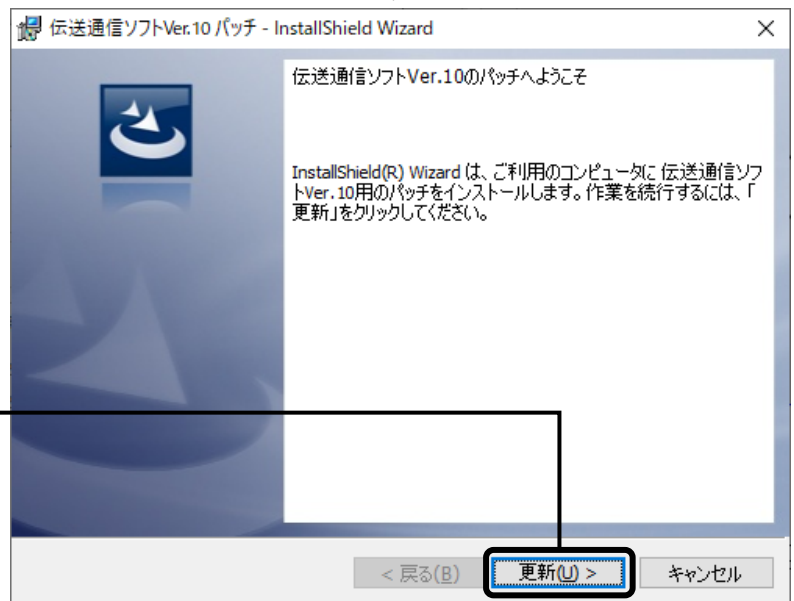 伝送通信ソフトVer.10 パッチ - InstallShield Wizard
伝送通信ソフトVer.10のパッチへようこそ
InstallShield(R) Wizard は、ご利用のコンピュータに 伝送通信ソフ
トVer.10用のパッチをインストールします。作業を続行するには、「
更新」をクリックしてください。
< 戻る(B) 更新(U) > キャンセル